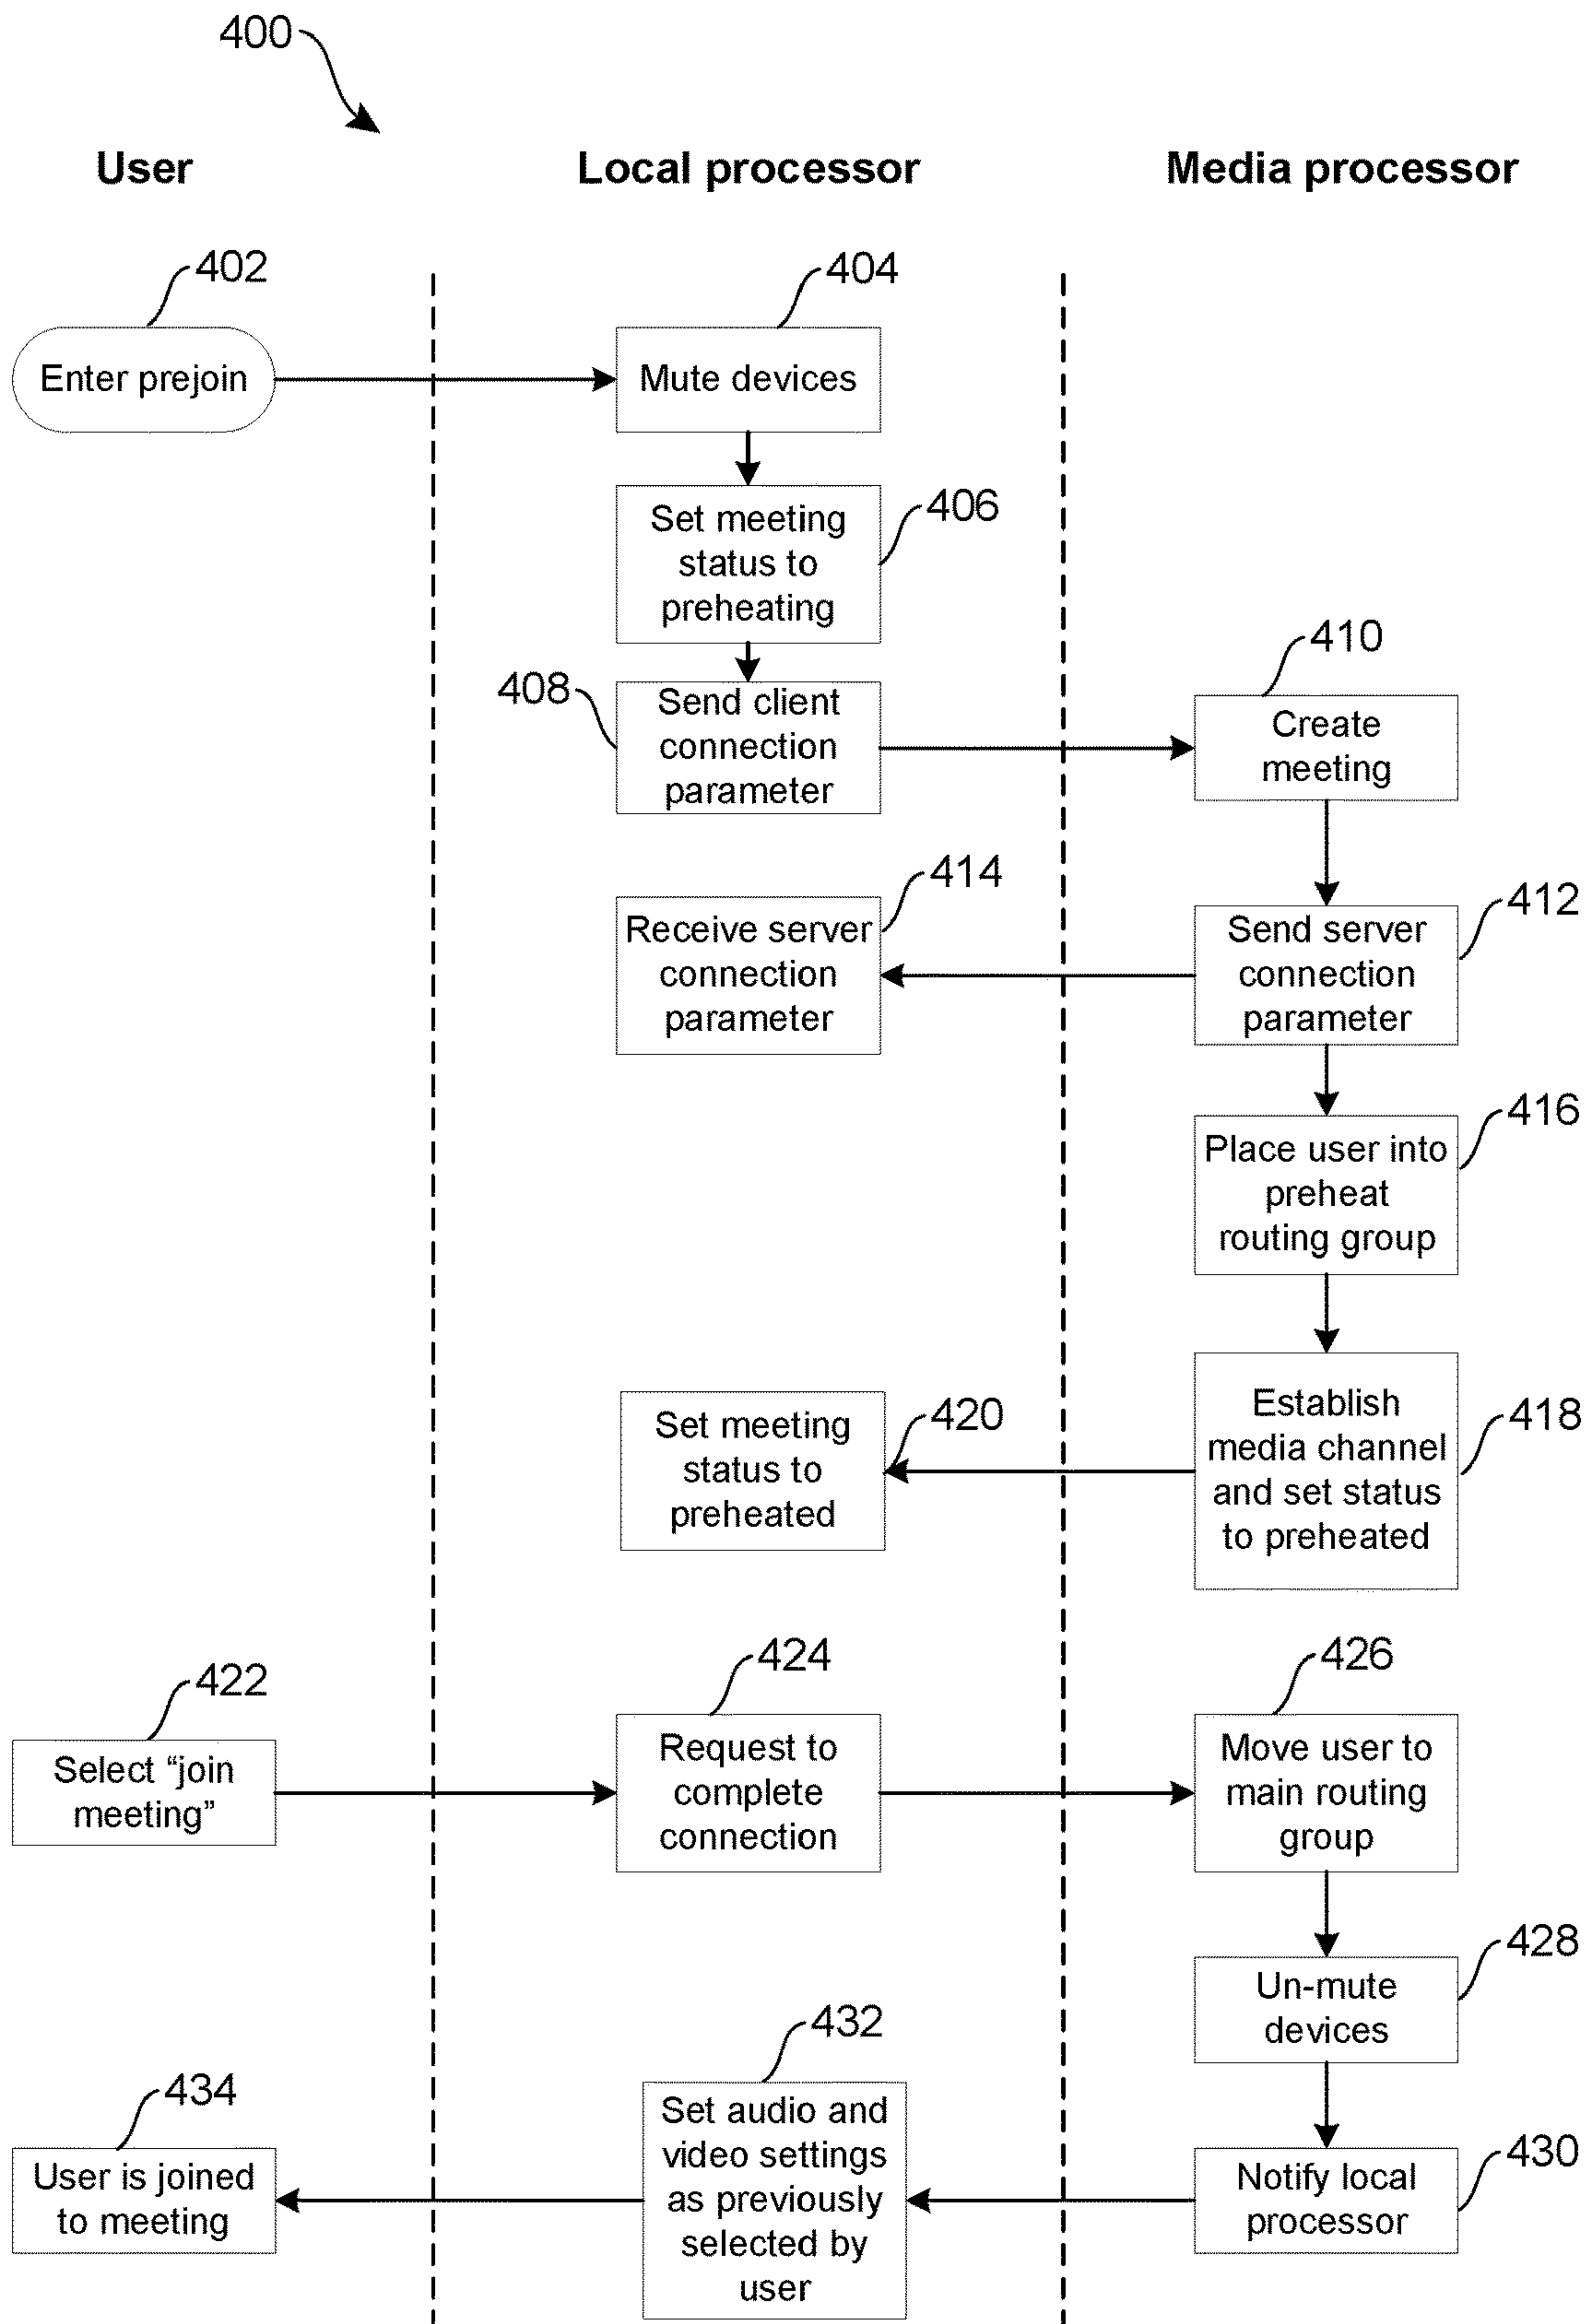 400
User
Local processor
Media processor
402
Enter prejoin
404
Mute devices
406
Set meeting
status to
preheating
408
Send client
connection
parameter
410
Create
meeting
412
Send server
connection
parameter
414
Receive server
connection
parameter
416
Place user into
preheat
routing group
418
Establish
media channel
and set status
to preheated
420
Set meeting
status to
preheated
422
Select “join
meeting”
424
Request to
complete
connection
426
Move user to
main routing
group
428
Un-mute
devices
430
Notify local
processor
432
Set audio and
video settings
as previously
selected by
user
434
User is joined
to meeting